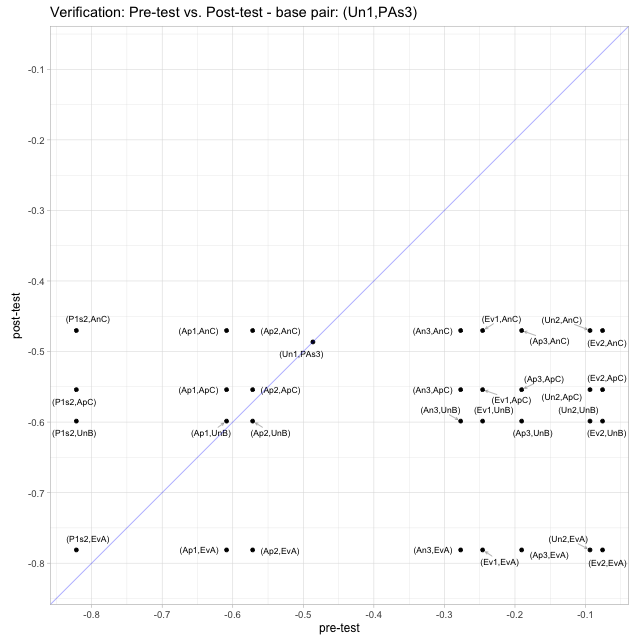 Verification: Pre-test vs. Post-test - base pair: (Un1,PAs3)
-0.1
-0.2
-0.3
-0.4
-0.5
-0.6
-0.7
-0.8
post-test
(P1s2,AnC)
(Ap1,AnC)
(Ap2,AnC)
(An3,AnC)
(Ev1,AnC)
(Ap3,AnC)
(Un2,AnC)
(Ev2,AnC)
(Un1,PAs3)
(P1s2,ApC)
(Ap1,ApC)
(Ap2,ApC)
(An3,ApC)
(Ev1,ApC)
(Ap3,ApC)
(Un2,ApC)
(Ev2,ApC)
(P1s2,UnB)
(Ap1,UnB)
(Ap2,UnB)
(An3,UnB)
(Ev1,UnB)
(Ap3,UnB)
(Un2,UnB)
(Ev2,UnB)
(P1s2,EvA)
(Ap1,EvA)
(Ap2,EvA)
(An3,EvA)
(Ev1,EvA)
(Ap3,EvA)
(Un2,EvA)
(Ev2,EvA)
-0.8
-0.7
-0.6
-0.5
-0.4
-0.3
-0.2
-0.1
pre-test